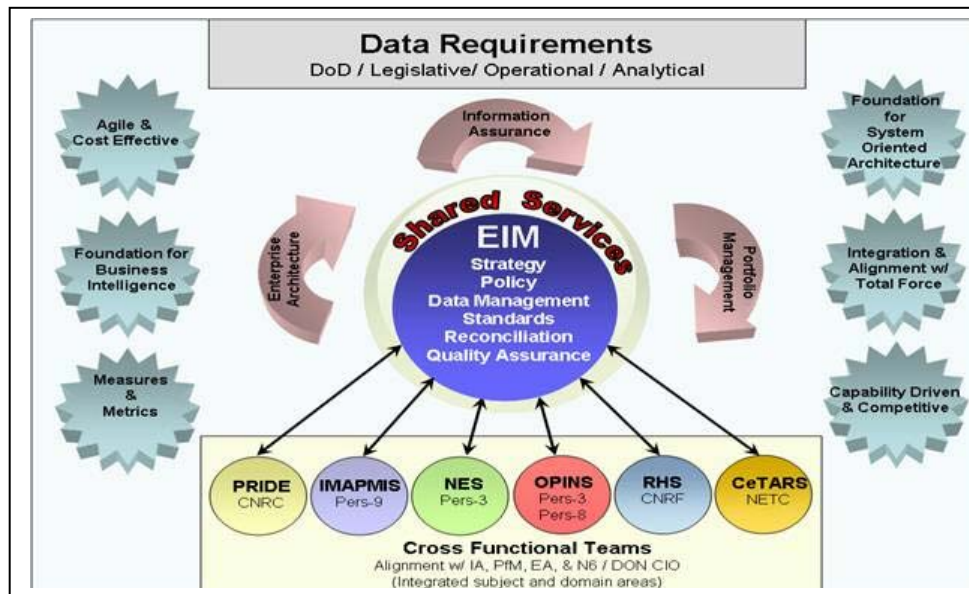 Data Requirements
DoD / Legislative/ Operational / Analytical
Agile &
Cost Effective
Information
Assurance
Foundation
for
System
Oriented
Architecture
Shared Services
Foundation for
Business
Intelligence
Enterprise
Architecture
EIM
Strategy
Policy
Data Management
Standards
Reconciliation
Quality Assurance
Portfolio
Management
Integration &
Alignment w/
Total Force
Measures
&
Metrics
Capability Driven
& Competitive
PRIDE
CNRC
IMAPMIS
Pers-9
NES
Pers-3
OPINS
Pers-3
Pers-8
RHS
CNRF
CeTARS
NETC
Cross Functional Teams
Alignment w/ IA, PfM, EA, & N6 / DON CIO
(Integrated subject and domain areas)